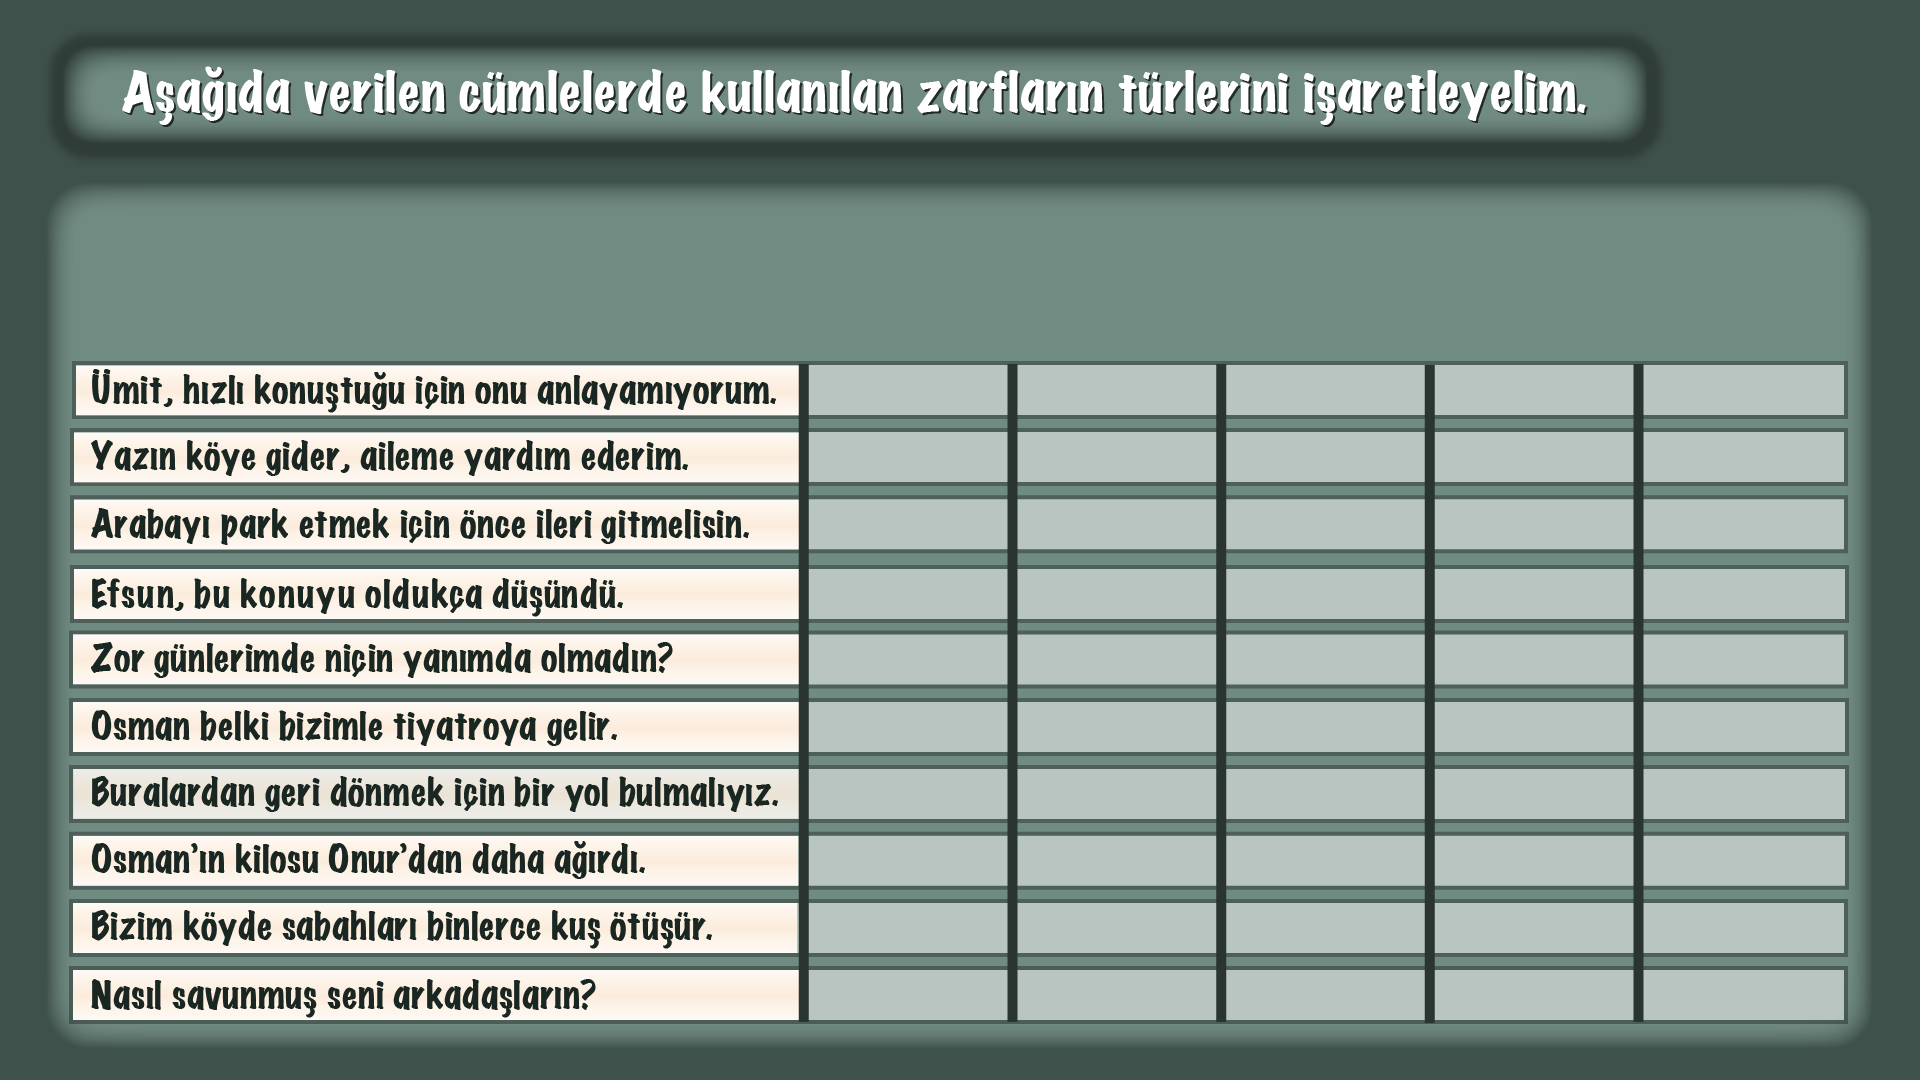 Aşağıda verilen cümlelerde kullanılan zarfların türlerini işaretleyelim.
Ümit, hızlı konuştuğu için onu anlayamıyorum.
Yazın köye gider, aileme yardım ederim.
Arabayı park etmek için önce ileri gitmelisin.
Efsun, bu konuyu oldukça düşündü.
Zor günlerimde niçin yanımda olmadın?
Osman belki bizimle tiyatroya gelir.
Buralardan geri dönmek için bir yol bulmalıyız.
Osman’ın kilosu Onur’dan daha ağırdı.
Bizim köyde sabahları binlerce kuş ötüşür.
Nasıl savunmuş seni arkadaşların?